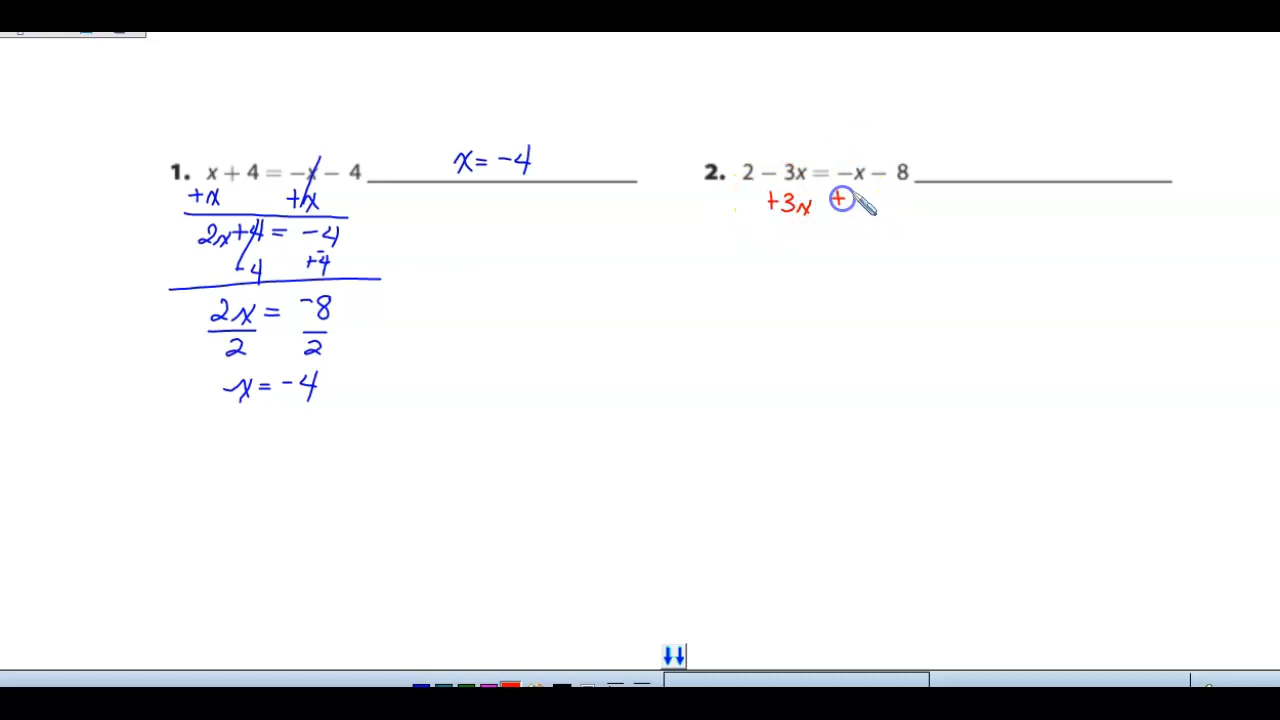 1. x + 4 = -x - 4 x = -4
+x +x
2x + 4 = -4
-4 +-4
2x = -8
2 2
x = -4
2. 2 - 3x = -x - 8
+3x +